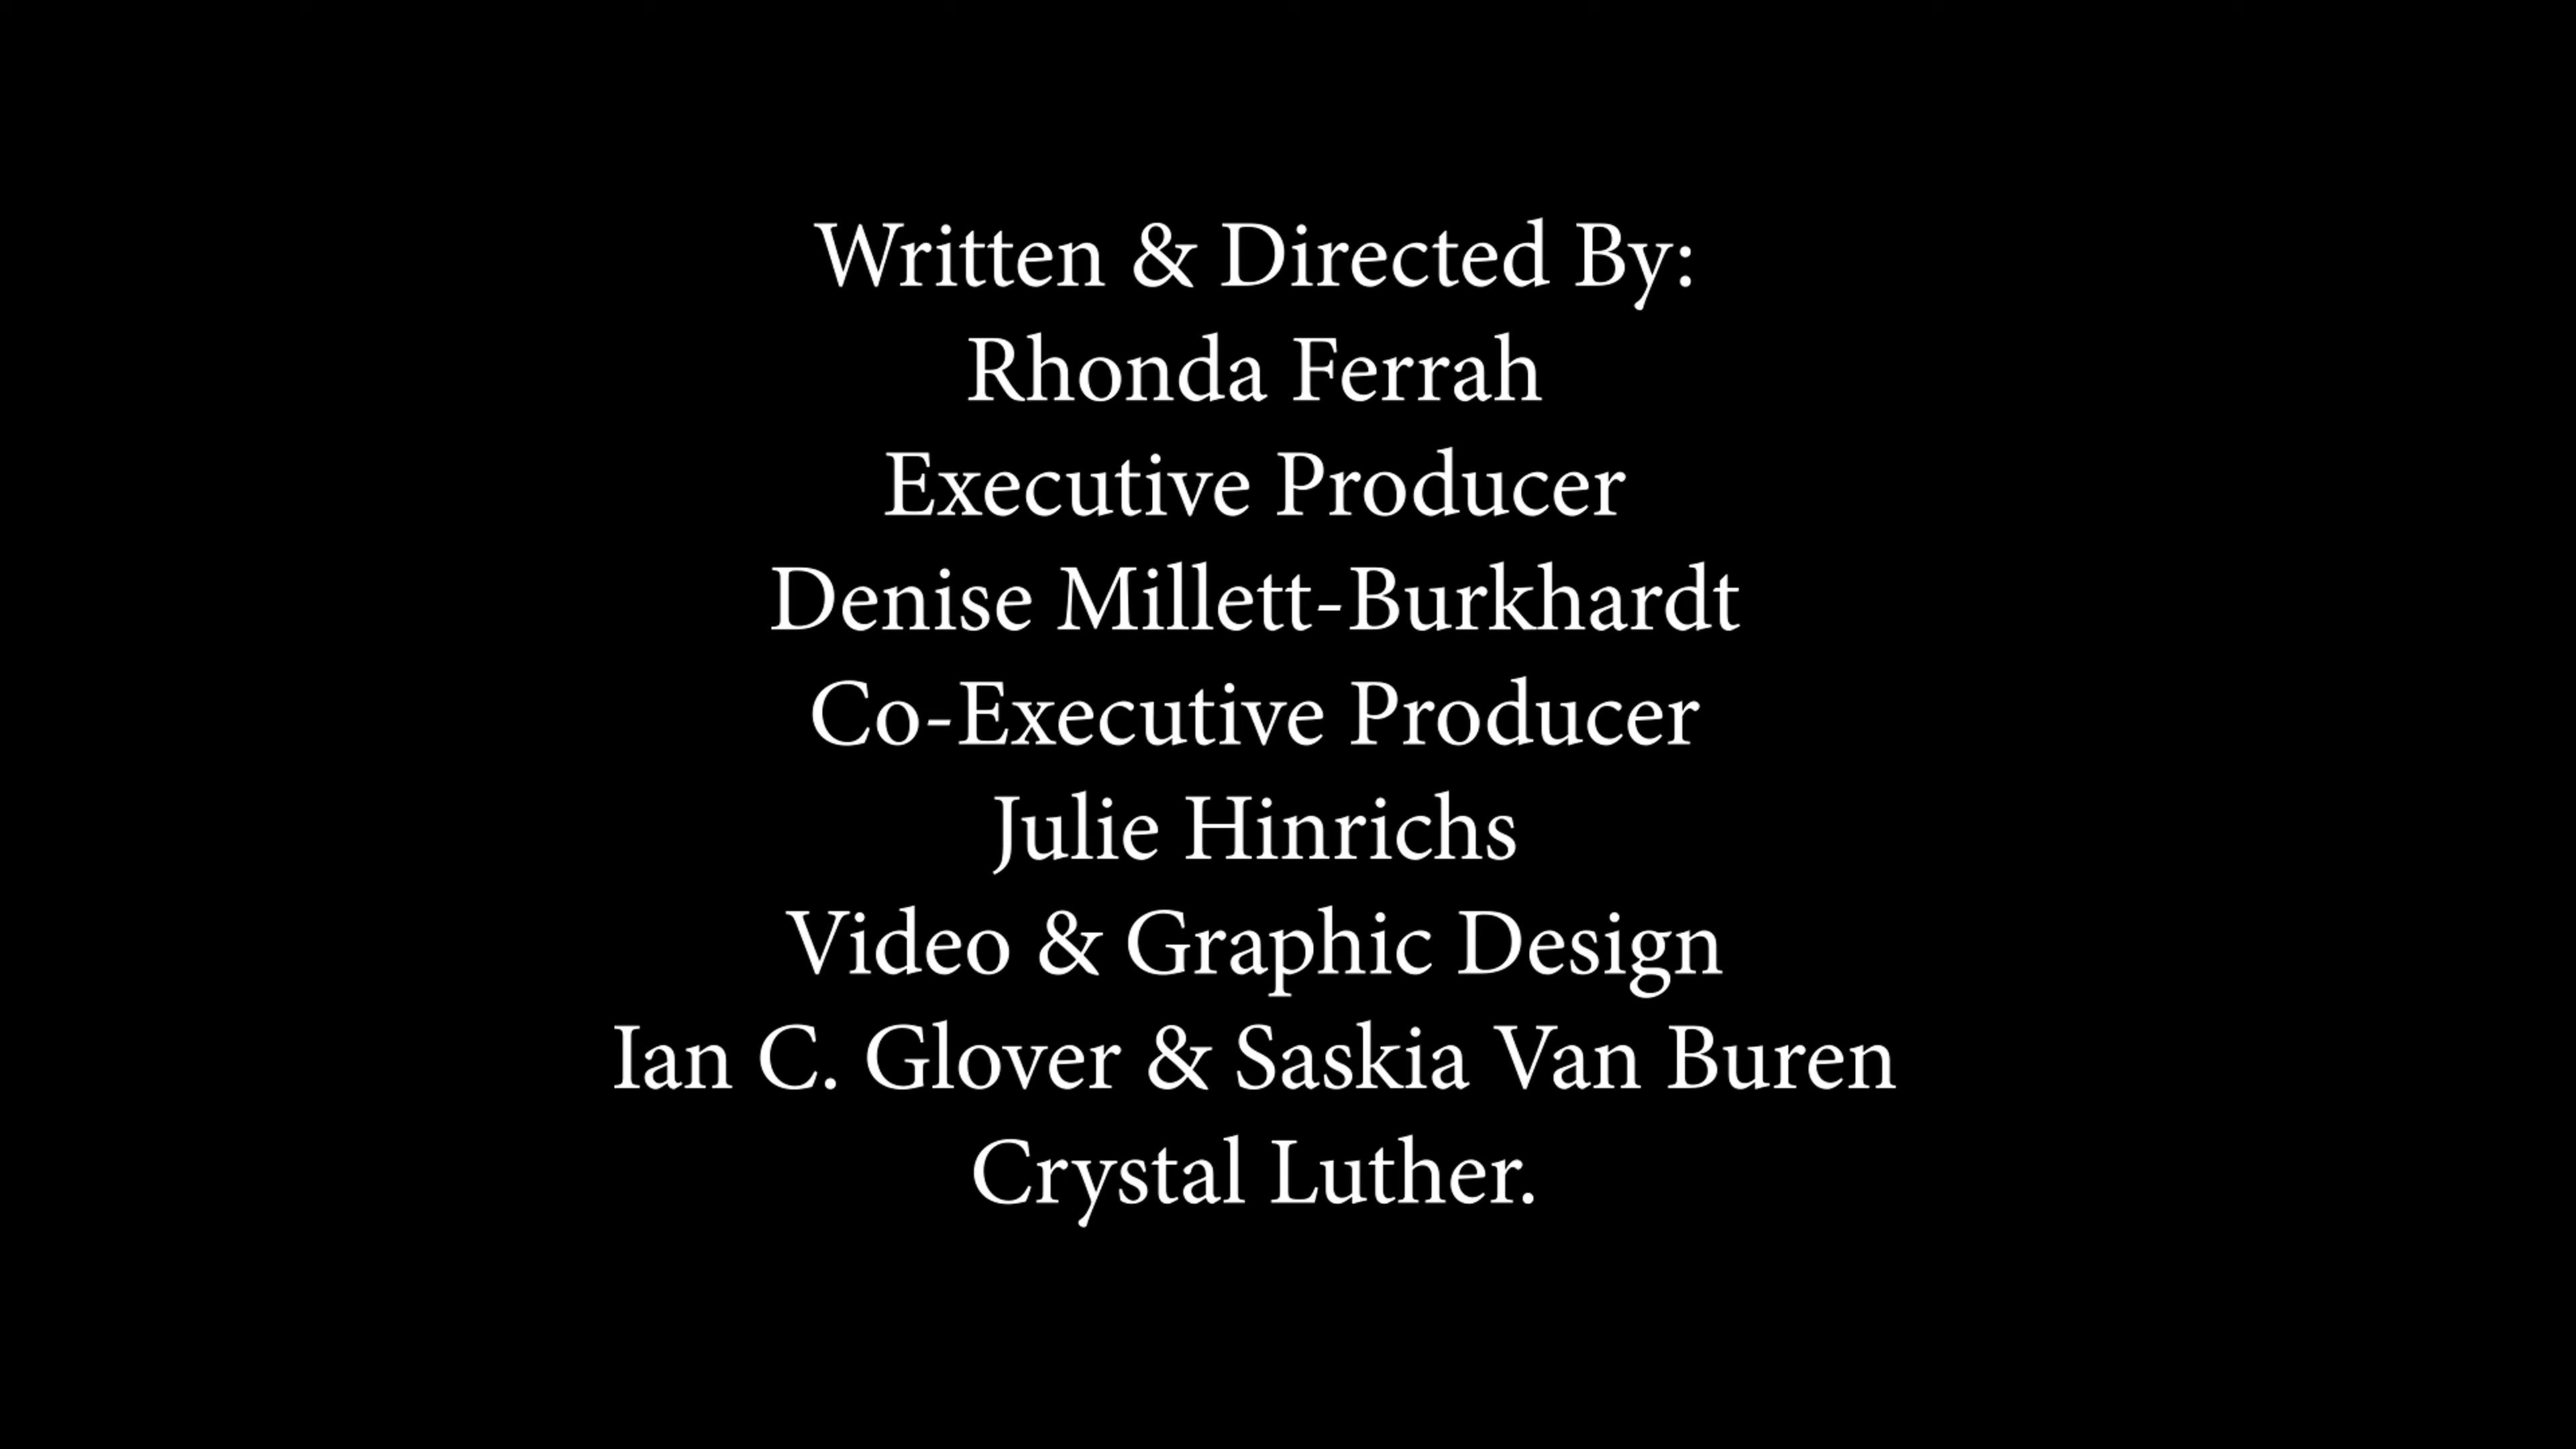 Written & Directed By:
Rhonda Ferrah
Executive Producer
Denise Millett-Burkhardt
Co-Executive Producer
Julie Hinrichs
Video & Graphic Design
Ian C. Glover & Saskia Van Buren
Crystal Luther.